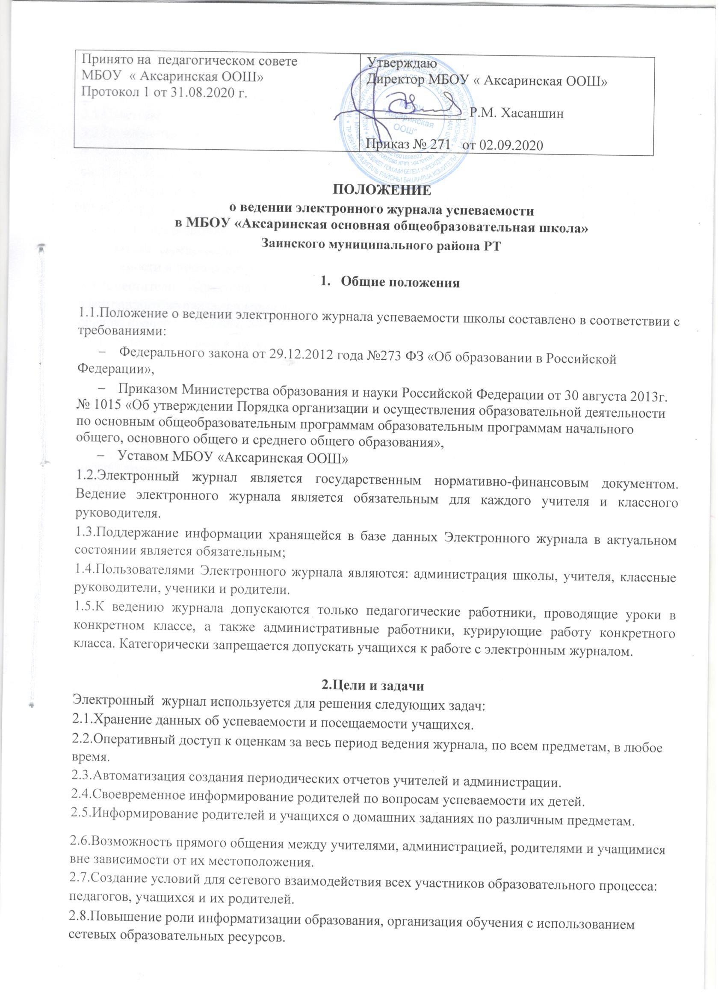 Принято на педагогическом совете
МБОУ « Аксаринская ООШ»
Протокол 1 от 31.08.2020 г.
Утверждаю
Директор МБОУ « Аксаринская ООШ»
Р.М. Хасаншин
Приказ № 271 от 02.09.2020
МБОУ
"Аксаринская
ООШ"
ПОЛОЖЕНИЕ
о ведении электронного журнала успеваемости
в МБОУ «Аксаринская основная общеобразовательная школа»
Заинского муниципального района РТ
1. Общие положения
1.1.Положение о ведении электронного журнала успеваемости школы составлено в соответствии с
требованиями:
– Федерального закона от 29.12.2012 года №273 ФЗ «Об образовании в Российской
Федерации»,
– Приказом Министерства образования и науки Российской Федерации от 30 августа 2013г.
№ 1015 «Об утверждении Порядка организации и осуществления образовательной деятельности
по основным общеобразовательным программам образовательным программам начального
общего, основного общего и среднего общего образования»,
– Уставом МБОУ «Аксаринская ООШ»
1.2.Электронный журнал является государственным нормативно-финансовым документом.
Ведение электронного журнала является обязательным для каждого учителя и классного
руководителя.
1.3.Поддержание информации хранящейся в базе данных Электронного журнала в актуальном
состоянии является обязательным;
1.4.Пользователями Электронного журнала являются: администрация школы, учителя, классные
руководители, ученики и родители.
1.5.К ведению журнала допускаются только педагогические работники, проводящие уроки в
конкретном классе, а также административные работники, курирующие работу конкретного
класса. Категорически запрещается допускать учащихся к работе с электронным журналом.
2.Цели и задачи
Электронный журнал используется для решения следующих задач:
2.1.Хранение данных об успеваемости и посещаемости учащихся.
2.2.Оперативный доступ к оценкам за весь период ведения журнала, по всем предметам, в любое
время.
2.3.Автоматизация создания периодических отчетов учителей и администрации.
2.4.Своевременное информирование родителей по вопросам успеваемости их детей.
2.5.Информирование родителей и учащихся о домашних заданиях по различным предметам.
2.6.Возможность прямого общения между учителями, администрацией, родителями и учащимися
вне зависимости от их местоположения.
2.7.Создание условий для сетевого взаимодействия всех участников образовательного процесса:
педагогов, учащихся и их родителей.
2.8.Повышение роли информатизации образования, организация обучения с использованием
сетевых образовательных ресурсов.